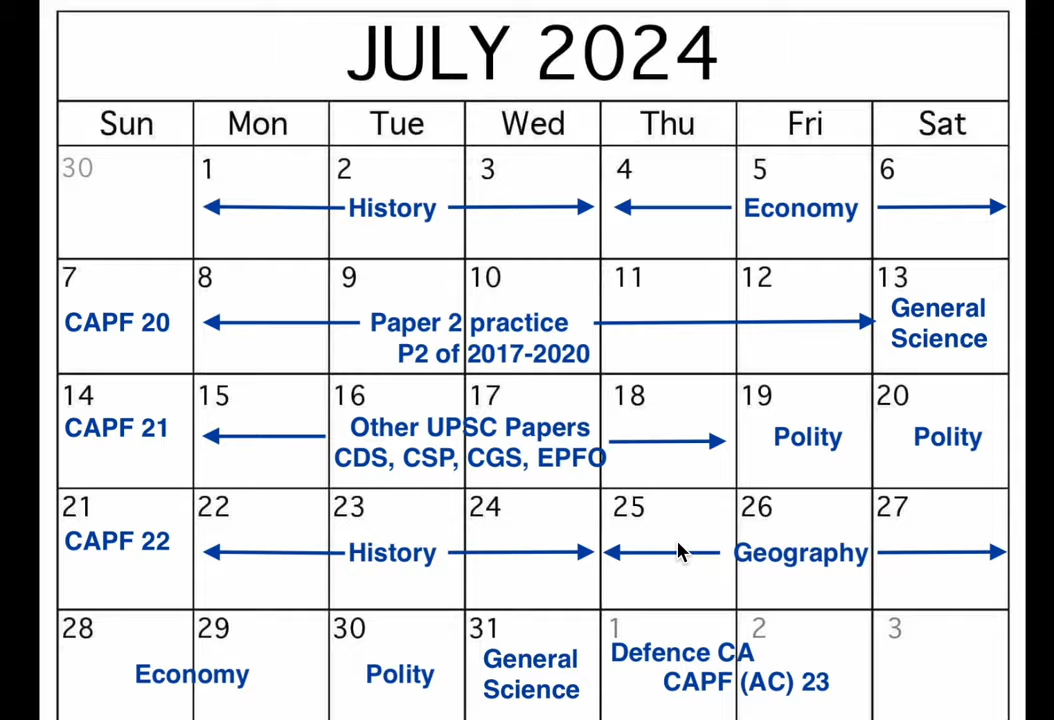 JULY 2024
Sun Mon Tue Wed Thu Fri Sat
30 1 2 3 4 5 6
History Economy
7 8 9 10 11 12 13
CAPF 20 Paper 2 practice General
P2 of 2017-2020 Science
14 15 16 17 18 19 20
CAPF 21 Other UPSC Papers Polity Polity
CDS, CSP, CGS, EPFO
21 22 23 24 25 26 27
CAPF 22 History Geography
28 29 30 31 1 2 3
Economy Polity General Defence CA
Science CAPF (AC) 23